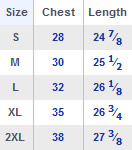 Size Chest Length
S 28 24 7/8
M 30 25 1/2
L 32 26 1/8
XL 35 26 3/4
2XL 38 27 3/8